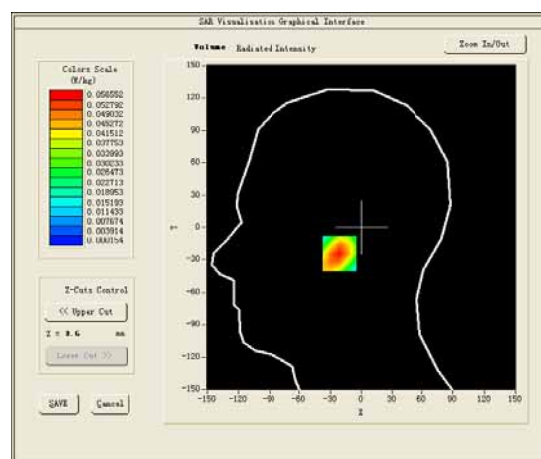 SAR Visualisation Graphical Interface
Volume Radiated Intensity
Zoom In/Out
Colors Scale
(W/kg)
0.056552
0.052792
0.049032
0.045272
0.041512
0.037753
0.033993
0.030233
0.026473
0.022713
0.018953
0.015193
0.011433
0.007674
0.003914
0.000154
Z-Cuts Control
<< Upper Cut
Z = 8.6 mm
Lower Cut >>
SAVE
Cancel
150
120
90
60
30
0
-30
-60
-90
-120
-150
Y
-150 -120 -90 -60 -30 0 30 60 90 120 150
X